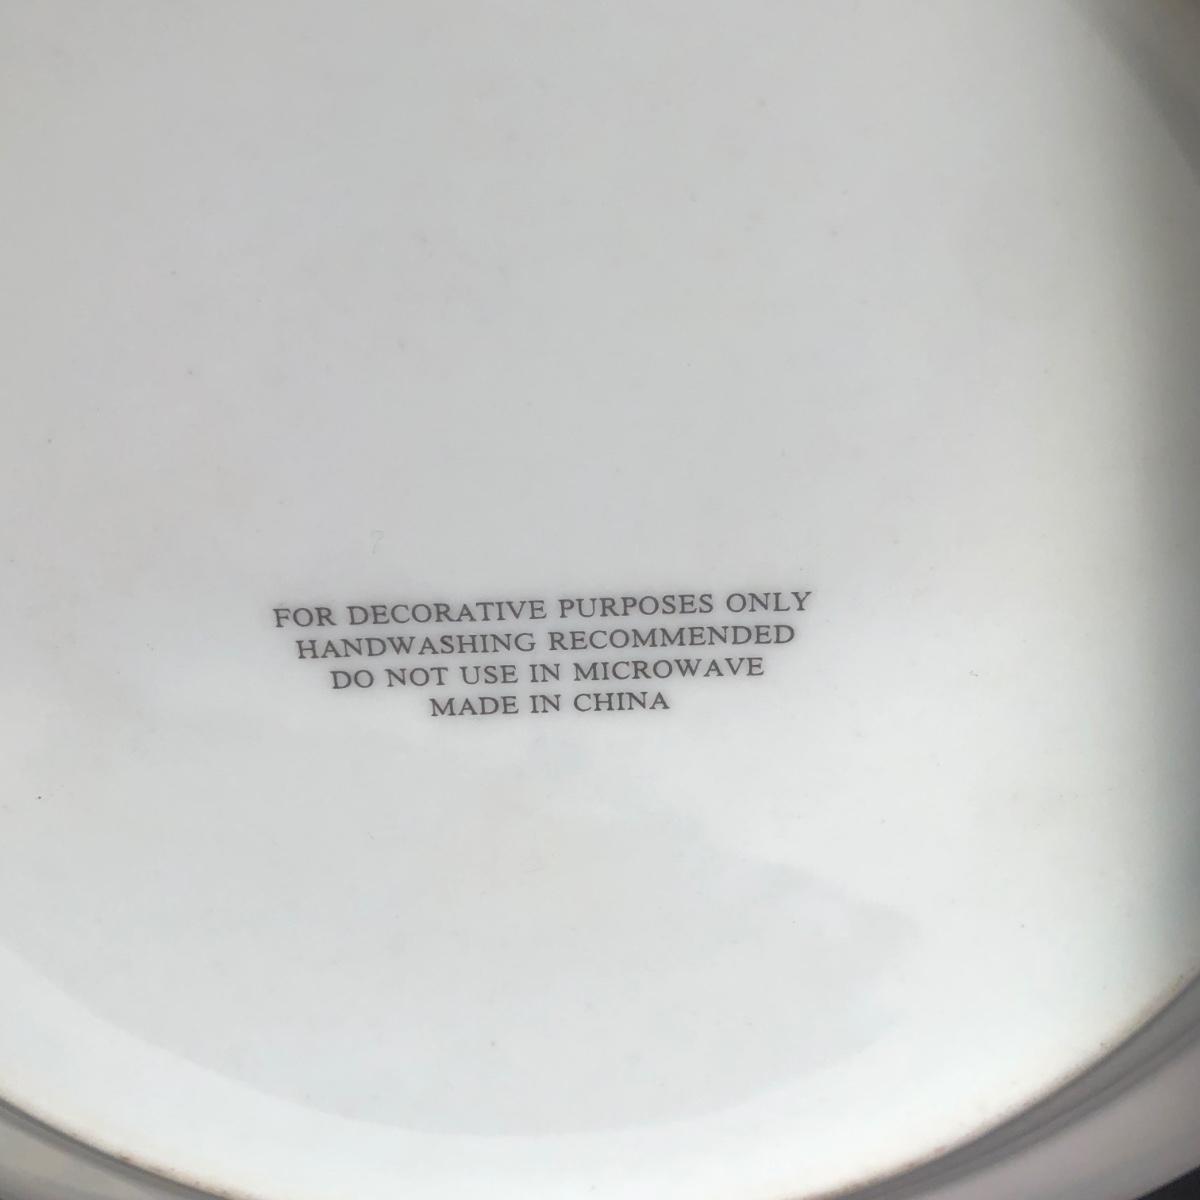 FOR DECORATIVE PURPOSES ONLY
HANDWASHING RECOMMENDED
DO NOT USE IN MICROWAVE
MADE IN CHINA